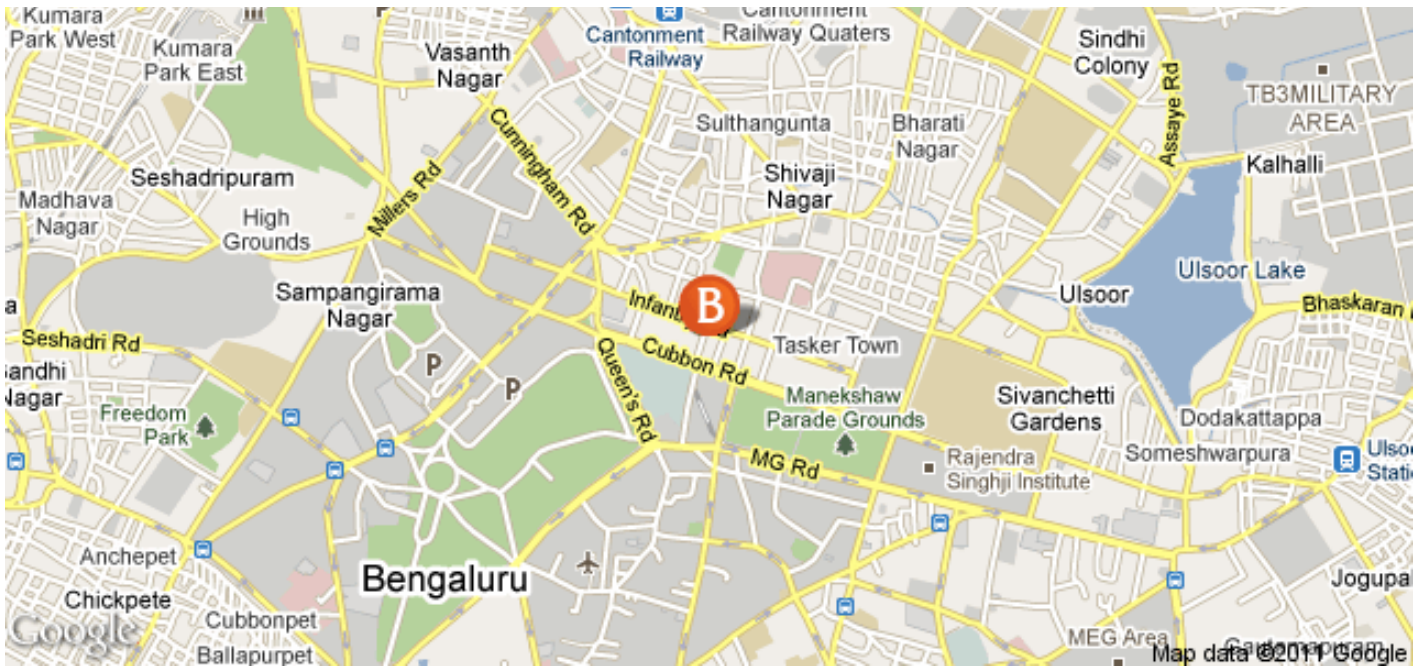 Kumara
Park West
Kumara
Park East
Vasanth
Nagar
Cantonment
Railway
Cantonment
Railway Quaters
Sindhi
Colony
Assaye Rd
TB3MILITARY
AREA
Cunningham Rd
Sulthangunta
Bharati
Nagar
Kalhalli
Seshadripuram
Millers Rd
Shivaji
Nagar
Madhava
Nagar
High
Grounds
Ulsoor Lake
Sampangirama
Nagar
Ulsoor
Bhaskaran
B
Seshadri Rd
Queen's Rd
Cubbon Rd
Tasker Town
Nagar
Freedom
Park
P
P
Manekshaw
Parade Grounds
Sivanchetti
Gardens
Dodakattappa
Someshwarpura
MG Rd
Rajendra
Singhji Institute
Anchepet
Bengaluru
Chickpete
Cubbonpet
Ballapurpet
MEG Area
Google
Map data ©2011 Google